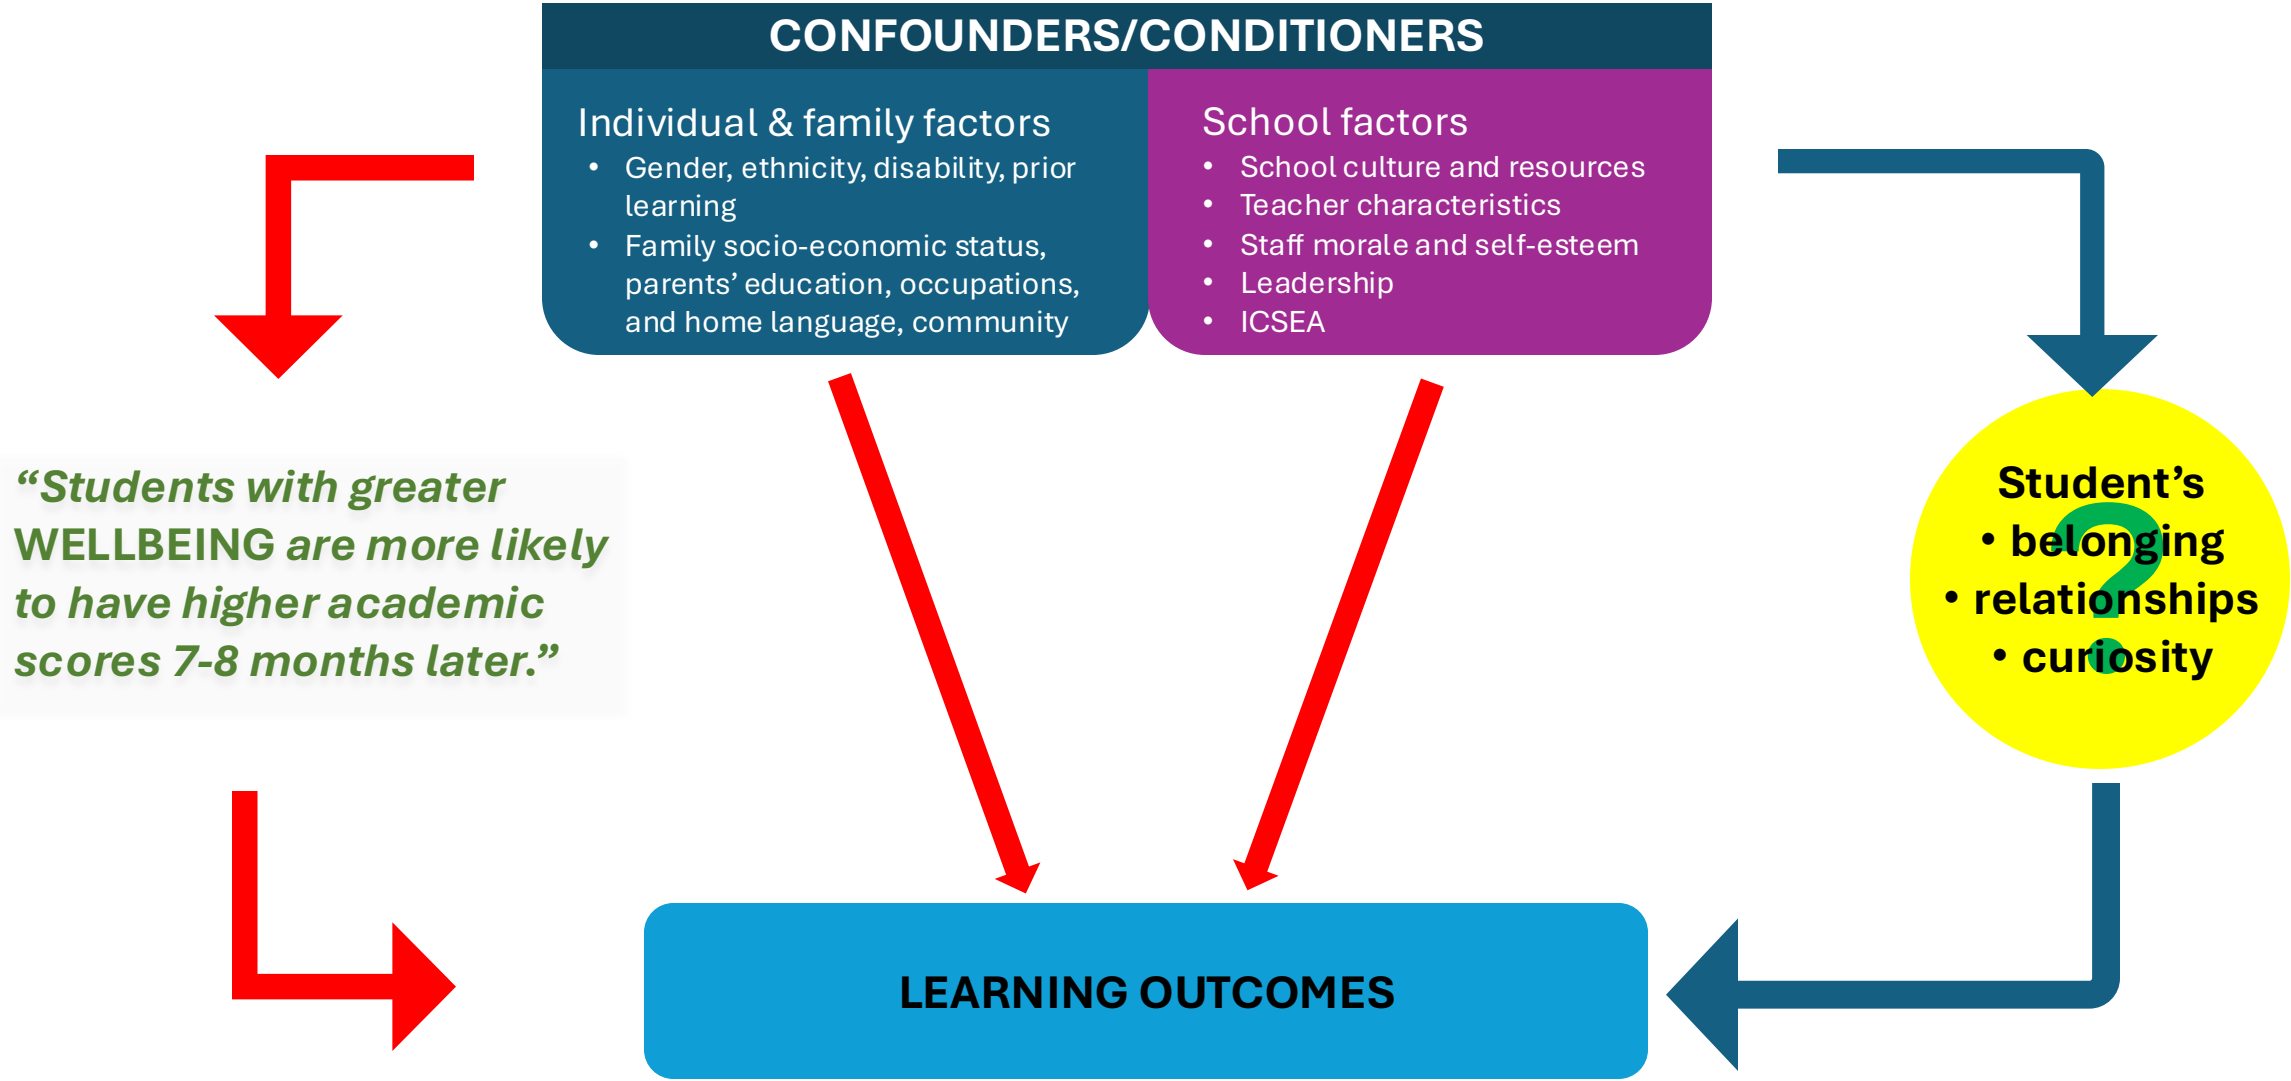 CONFOUNDERS/CONDITIONERS
Individual & family factors
• Gender, ethnicity, disability, prior
learning
• Family socio-economic status,
parents’ education, occupations,
and home language, community
School factors
• School culture and resources
• Teacher characteristics
• Staff morale and self-esteem
• Leadership
• ICSEA
“Students with greater
WELLBEING are more likely
to have higher academic
scores 7-8 months later.”
?
Student’s
• belonging
• relationships
• curiosity
LEARNING OUTCOMES